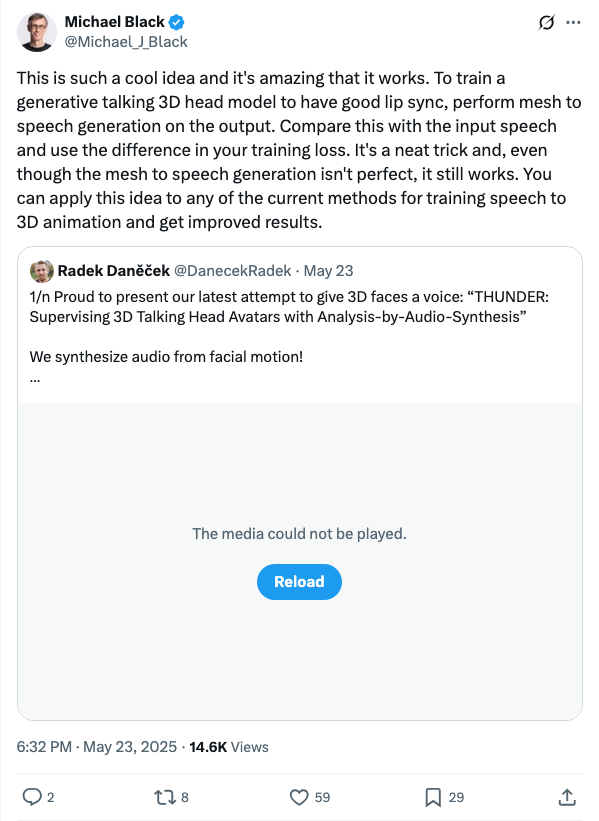 Michael Black
@Michael_J_Black
This is such a cool idea and it's amazing that it works. To train a
generative talking 3D head model to have good lip sync, perform mesh to
speech generation on the output. Compare this with the input speech
and use the difference in your training loss. It's a neat trick and, even
though the mesh to speech generation isn't perfect, it still works. You
can apply this idea to any of the current methods for training speech to
3D animation and get improved results.
Radek Daněček @DanecekRadek · May 23
1/n Proud to present our latest attempt to give 3D faces a voice: “THUNDER:
Supervising 3D Talking Head Avatars with Analysis-by-Audio-Synthesis”
We synthesize audio from facial motion!
...
The media could not be played.
Reload
6:32 PM · May 23, 2025 · 14.6K Views
2 8 59 29